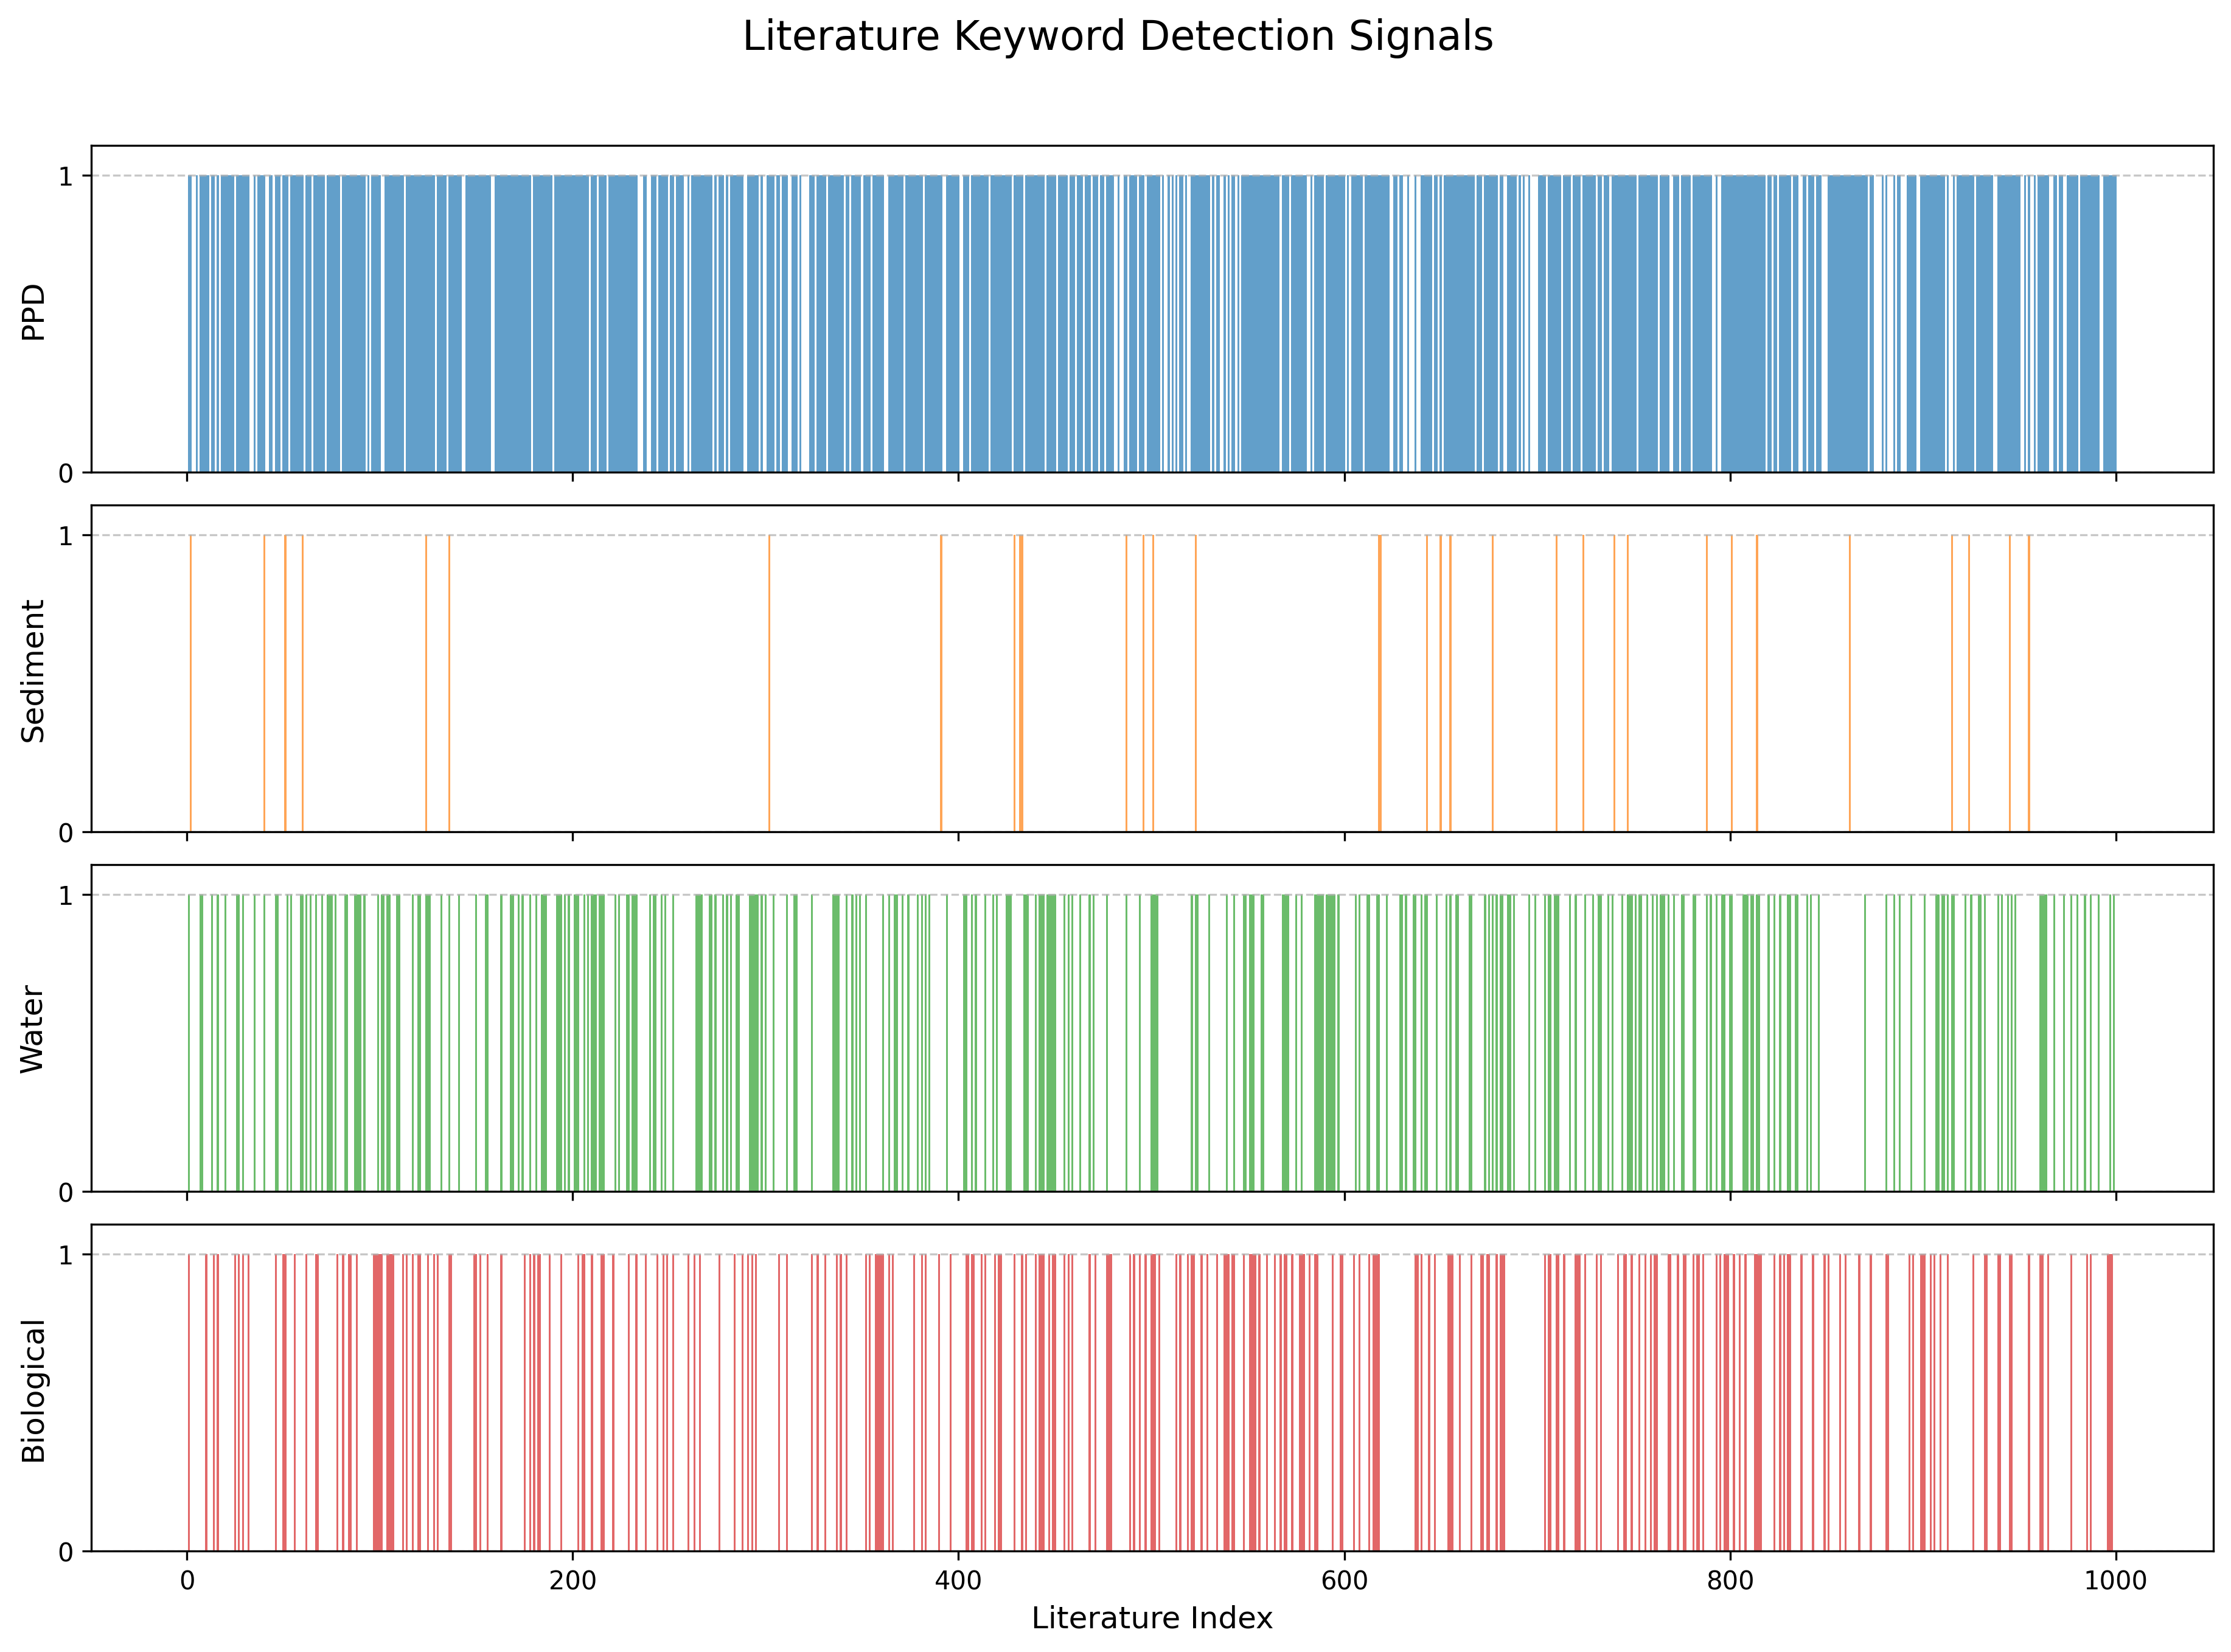 Literature Keyword Detection Signals
1
0
PPD
1
0
Sediment
1
0
Water
1
0
Biological
0 200 400 600 800 1000
Literature Index